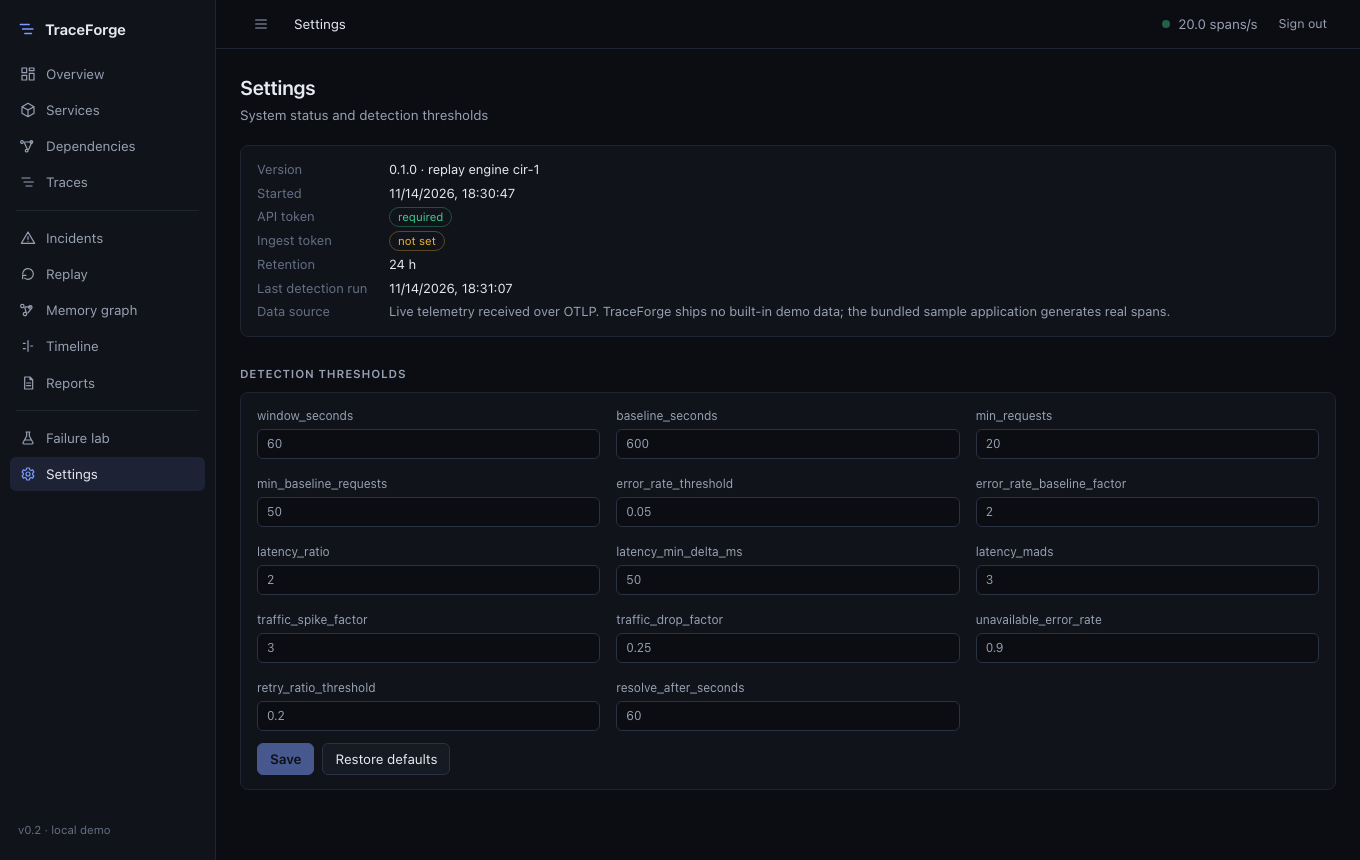 TraceForge
Overview
Services
Dependencies
Traces
Incidents
Replay
Memory graph
Timeline
Reports
Failure lab
Settings
v0.2 · local demo
Settings
20.0 spans/s
Sign out
Settings
System status and detection thresholds
Version 0.1.0 · replay engine cir-1
Started 11/14/2026, 18:30:47
API token required
Ingest token not set
Retention 24 h
Last detection run 11/14/2026, 18:31:07
Data source Live telemetry received over OTLP. TraceForge ships no built-in demo data; the bundled sample application generates real spans.
DETECTION THRESHOLDS
window_seconds baseline_seconds min_requests
60 600 20
min_baseline_requests error_rate_threshold error_rate_baseline_factor
50 0.05 2
latency_ratio latency_min_delta_ms latency_mads
2 50 3
traffic_spike_factor traffic_drop_factor unavailable_error_rate
3 0.25 0.9
retry_ratio_threshold resolve_after_seconds
0.2 60
Save Restore defaults